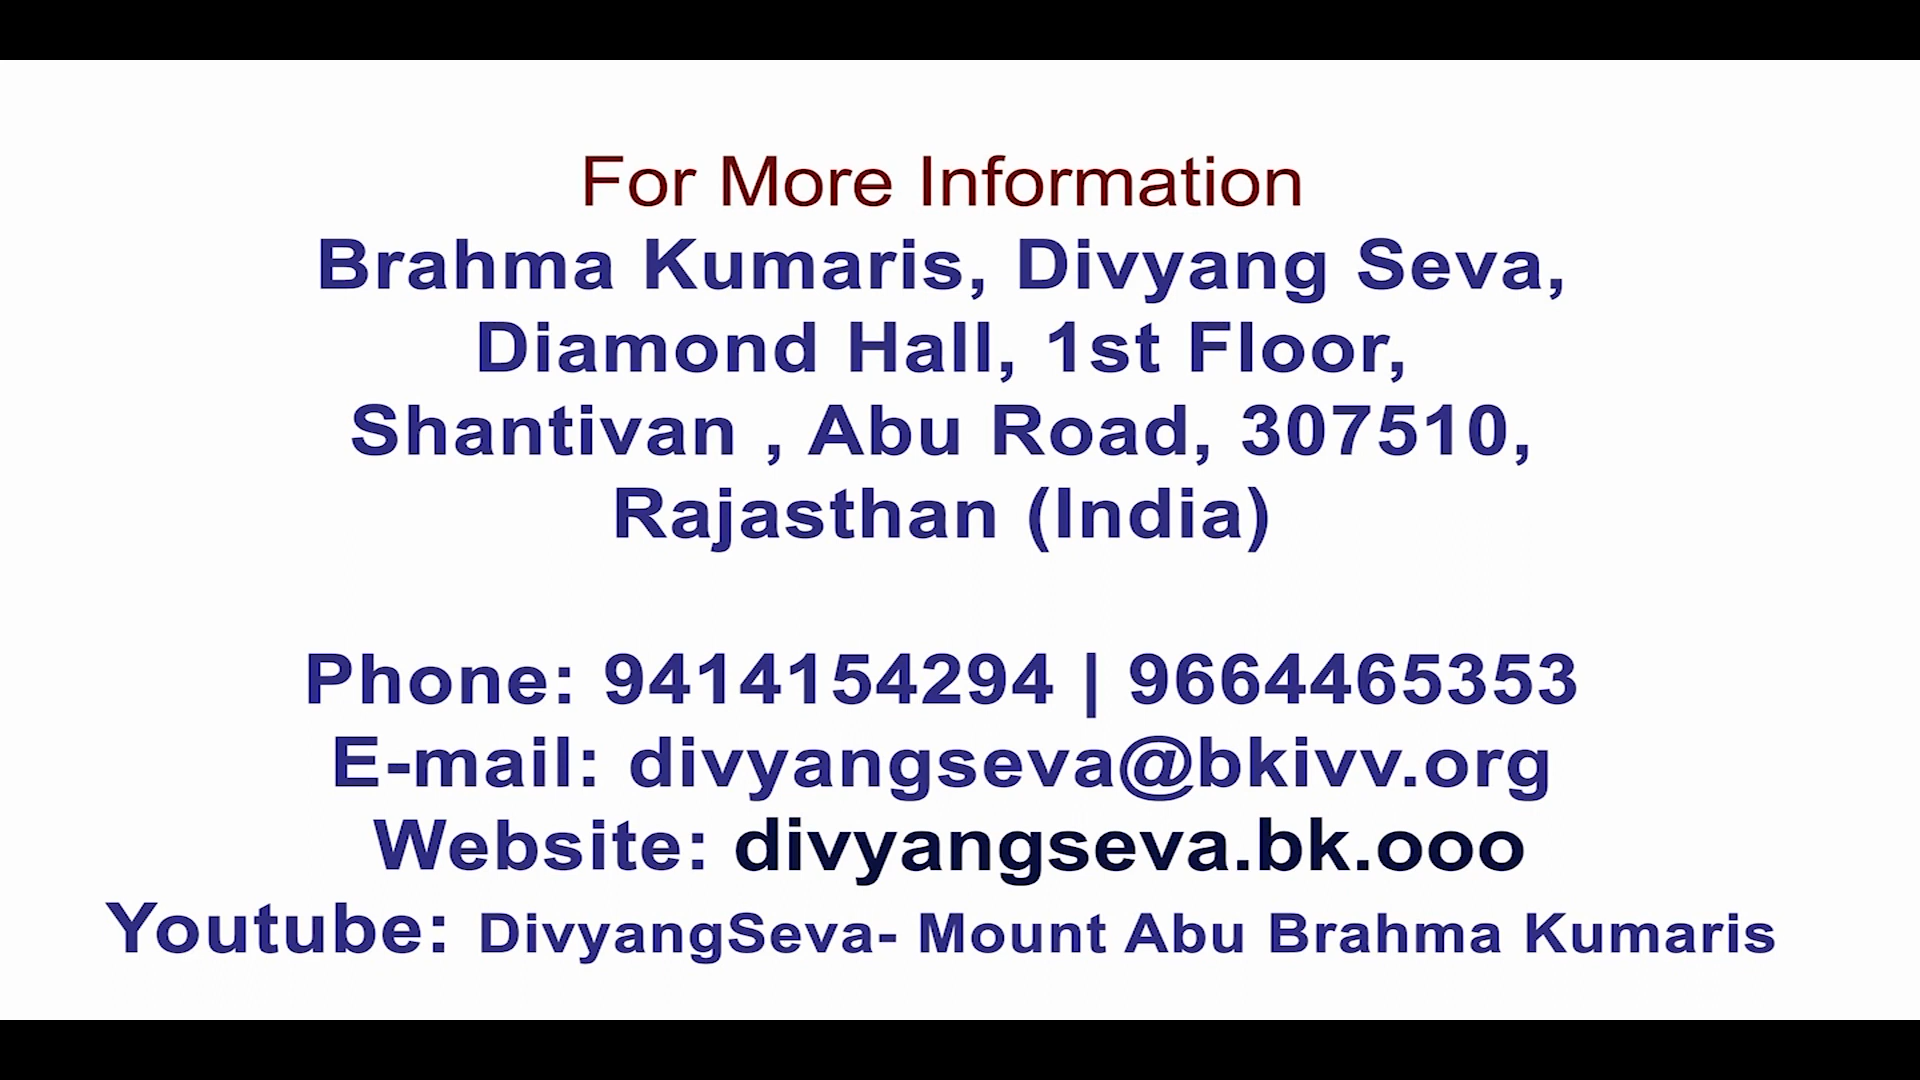 For More Information
Brahma Kumaris, Divyang Seva,
Diamond Hall, 1st Floor,
Shantivan , Abu Road, 307510,
Rajasthan (India)
Phone: 9414154294 | 9664465353
E-mail: divyangseva@bkivv.org
Website: divyangseva.bk.ooo
Youtube: DivyangSeva- Mount Abu Brahma Kumaris